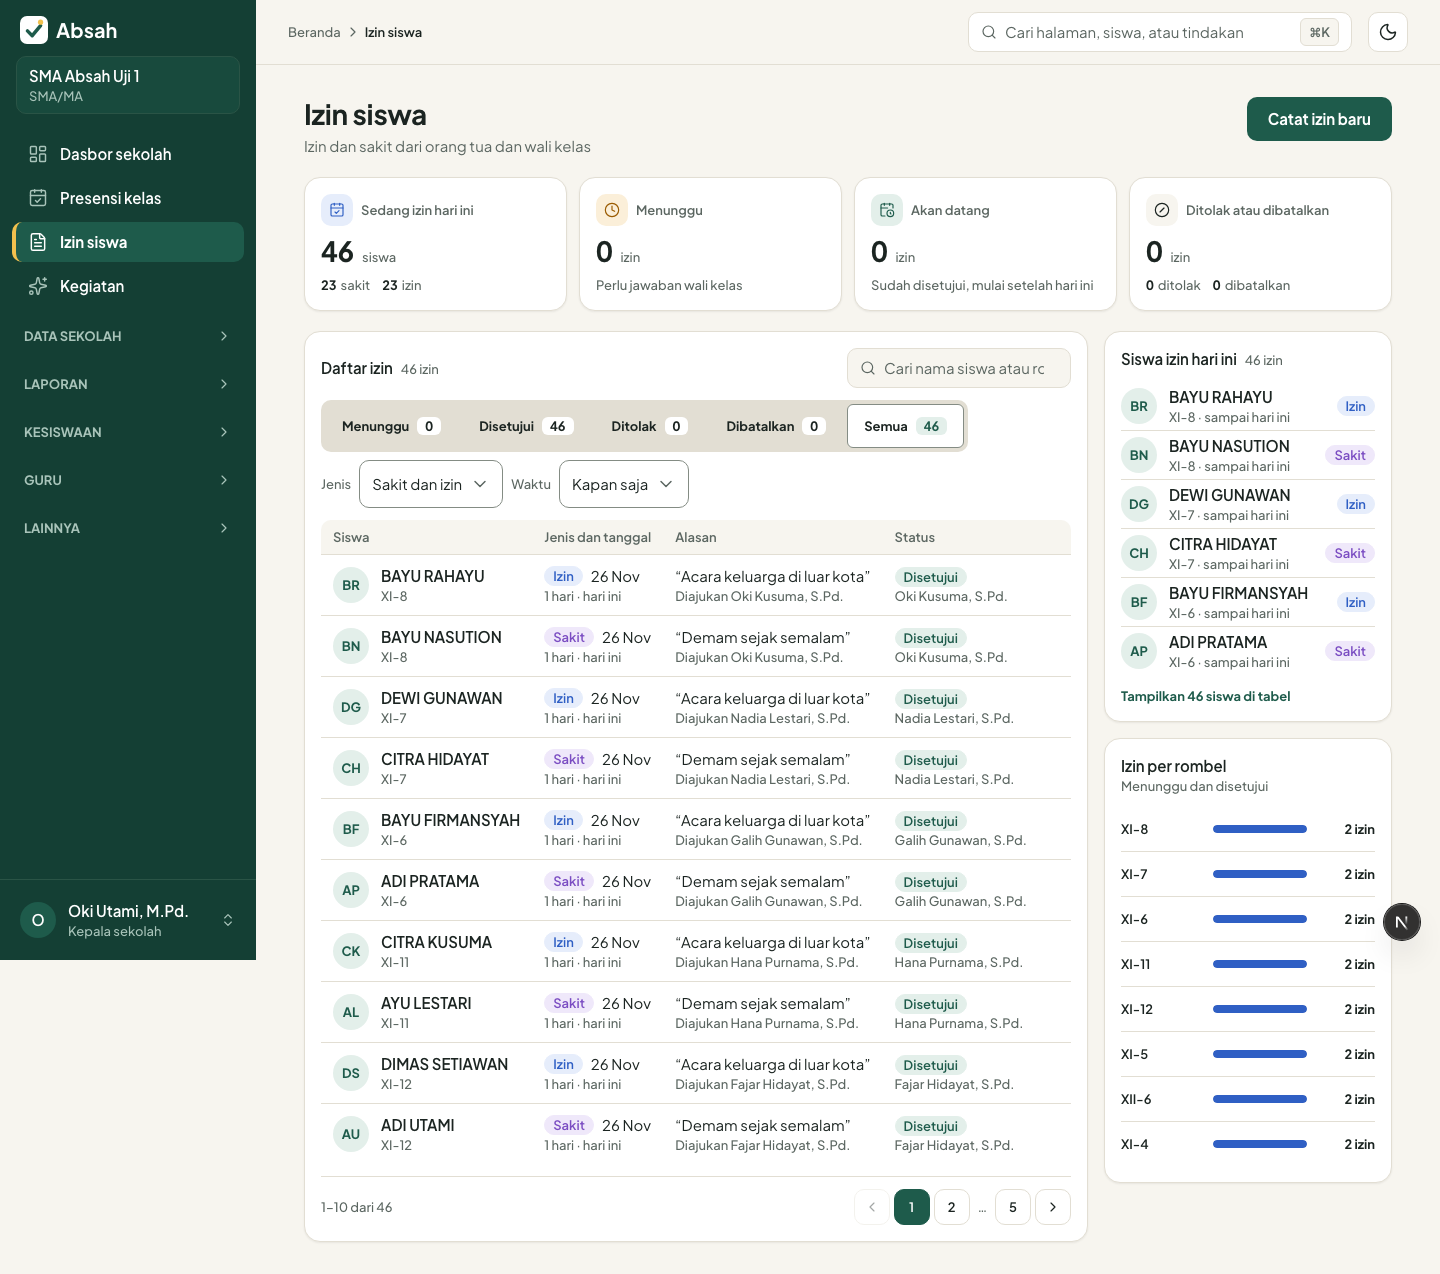 Absah
SMA Absah Uji 1
SMA/MA
Dasbor sekolah
Presensi kelas
Izin siswa
Kegiatan
DATA SEKOLAH
LAPORAN
KESISWAAN
GURU
LAINNYA
O
Oki Utami, M.Pd.
Kepala sekolah
Beranda > Izin siswa
Cari halaman, siswa, atau tindakan ⌘K
Izin siswa
Izin dan sakit dari orang tua dan wali kelas
Catat izin baru
Sedang izin hari ini
46 siswa
23 sakit 23 izin
Menunggu
0 izin
Perlu jawaban wali kelas
Akan datang
0 izin
Sudah disetujui, mulai setelah hari ini
Ditolak atau dibatalkan
0 izin
0 ditolak 0 dibatalkan
Daftar izin 46 izin
Cari nama siswa atau rc
Menunggu 0 Disetujui 46 Ditolak 0 Dibatalkan 0 Semua 46
Jenis Sakit dan izin Waktu Kapan saja
Siswa Jenis dan tanggal Alasan Status
BR BAYU RAHAYU Izin 26 Nov “Acara keluarga di luar kota” Disetujui
XI-8 1 hari · hari ini Diajukan Oki Kusuma, S.Pd. Oki Kusuma, S.Pd.
BN BAYU NASUTION Sakit 26 Nov “Demam sejak semalam” Disetujui
XI-8 1 hari · hari ini Diajukan Oki Kusuma, S.Pd. Oki Kusuma, S.Pd.
DG DEWI GUNAWAN Izin 26 Nov “Acara keluarga di luar kota” Disetujui
XI-7 1 hari · hari ini Diajukan Nadia Lestari, S.Pd. Nadia Lestari, S.Pd.
CH CITRA HIDAYAT Sakit 26 Nov “Demam sejak semalam” Disetujui
XI-7 1 hari · hari ini Diajukan Nadia Lestari, S.Pd. Nadia Lestari, S.Pd.
BF BAYU FIRMANSYAH Izin 26 Nov “Acara keluarga di luar kota” Disetujui
XI-6 1 hari · hari ini Diajukan Galih Gunawan, S.Pd. Galih Gunawan, S.Pd.
AP ADI PRATAMA Sakit 26 Nov “Demam sejak semalam” Disetujui
XI-6 1 hari · hari ini Diajukan Galih Gunawan, S.Pd. Galih Gunawan, S.Pd.
CK CITRA KUSUMA Izin 26 Nov “Acara keluarga di luar kota” Disetujui
XI-11 1 hari · hari ini Diajukan Hana Purnama, S.Pd. Hana Purnama, S.Pd.
AL AYU LESTARI Sakit 26 Nov “Demam sejak semalam” Disetujui
XI-11 1 hari · hari ini Diajukan Hana Purnama, S.Pd. Hana Purnama, S.Pd.
DS DIMAS SETIAWAN Izin 26 Nov “Acara keluarga di luar kota” Disetujui
XI-12 1 hari · hari ini Diajukan Fajar Hidayat, S.Pd. Fajar Hidayat, S.Pd.
AU ADI UTAMI Sakit 26 Nov “Demam sejak semalam” Disetujui
XI-12 1 hari · hari ini Diajukan Fajar Hidayat, S.Pd. Fajar Hidayat, S.Pd.
1–10 dari 46 1 2 … 5
Siswa izin hari ini 46 izin
BR BAYU RAHAYU Izin
XI-8 · sampai hari ini
BN BAYU NASUTION Sakit
XI-8 · sampai hari ini
DG DEWI GUNAWAN Izin
XI-7 · sampai hari ini
CH CITRA HIDAYAT Sakit
XI-7 · sampai hari ini
BF BAYU FIRMANSYAH Izin
XI-6 · sampai hari ini
AP ADI PRATAMA Sakit
XI-6 · sampai hari ini
Tampilkan 46 siswa di tabel
Izin per rombel
Menunggu dan disetujui
XI-8 2 izin
XI-7 2 izin
XI-6 2 izin
XI-11 2 izin
XI-12 2 izin
XI-5 2 izin
XII-6 2 izin
XI-4 2 izin
N